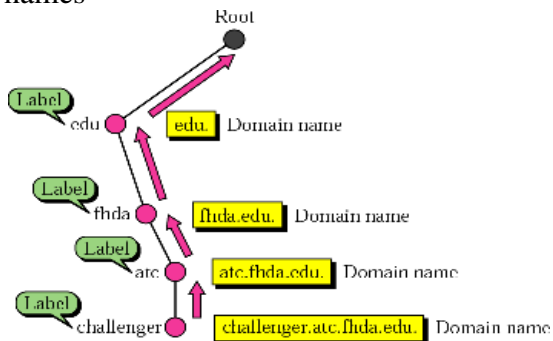 names
Root
Label
edu edu. Domain name
Label
fhda fhda.edu. Domain name
Label
atc atc.fhda.edu. Domain name
Label
challenger challenger.atc.fhda.edu. Domain name